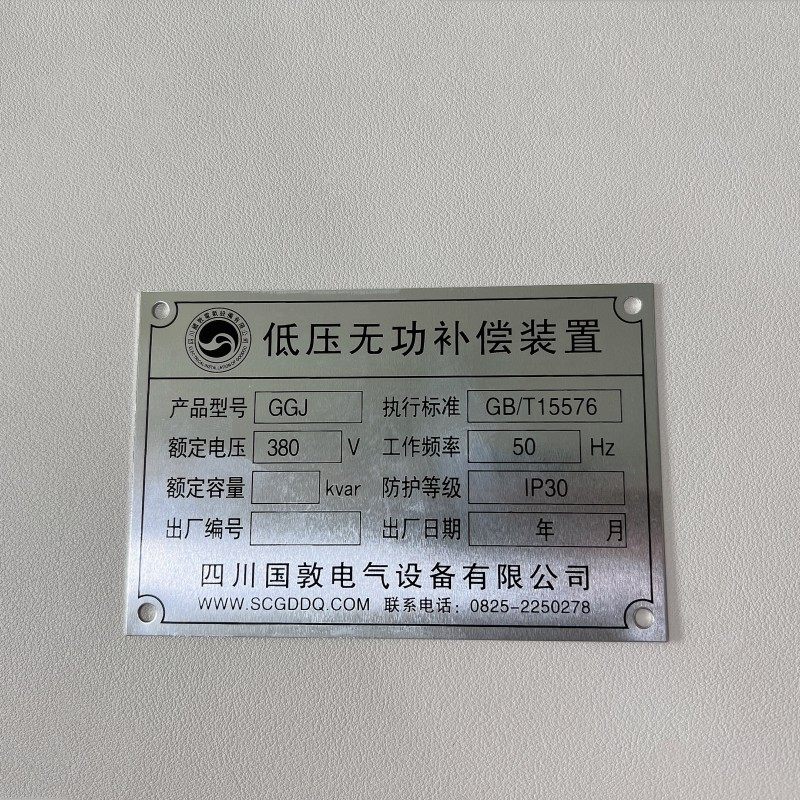 低压无功补偿装置
产品型号 GGJ 执行标准 GB/T15576
额定电压 380 V 工作频率 50 Hz
额定容量 kvar 防护等级 IP30
出厂编号 出厂日期 年 月
四川国敦电气设备有限公司
WWW.SCGDDQ.COM 联系电话：0825-2250278